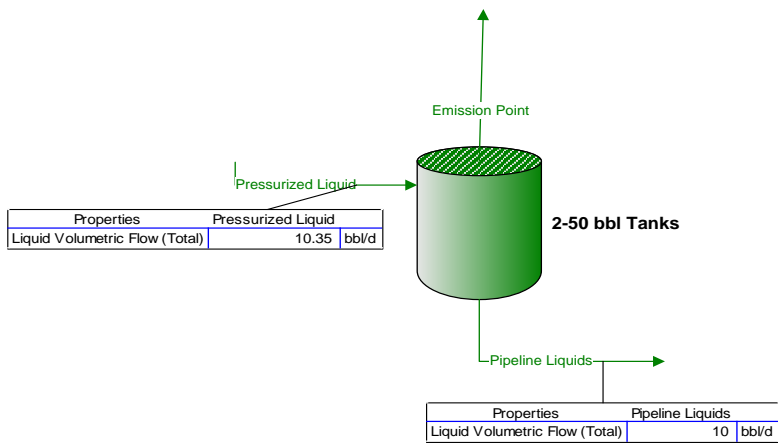 Emission Point
Pressurized Liquid
Properties Pressurized Liquid
Liquid Volumetric Flow (Total) 10.35 bbl/d
2-50 bbl Tanks
Pipeline Liquids
Properties Pipeline Liquids
Liquid Volumetric Flow (Total) 10 bbl/d